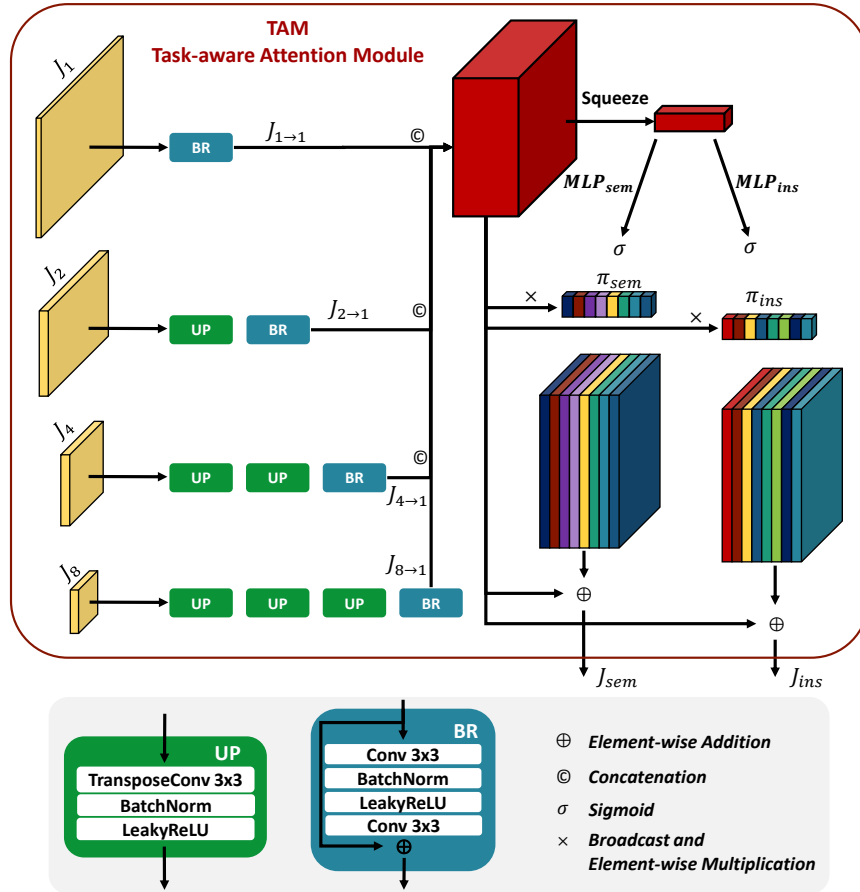 TAM
Task-aware Attention Module
J1
BR
J1→1
©
Squeeze
MLPsem
MLPins
σ
σ
J2
UP
BR
J2→1
©
×
πsem
×
πins
J4
UP
UP
BR
©
J4→1
J8
UP
UP
UP
BR
J8→1
⊕
⊕
Jsem
Jins
UP
TransposeConv 3x3
BatchNorm
LeakyReLU
BR
Conv 3x3
BatchNorm
LeakyReLU
Conv 3x3
⊕
⊕ Element-wise Addition
© Concatenation
σ Sigmoid
× Broadcast and
Element-wise Multiplication